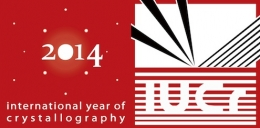 2014
international year of
crystallography
IUCr